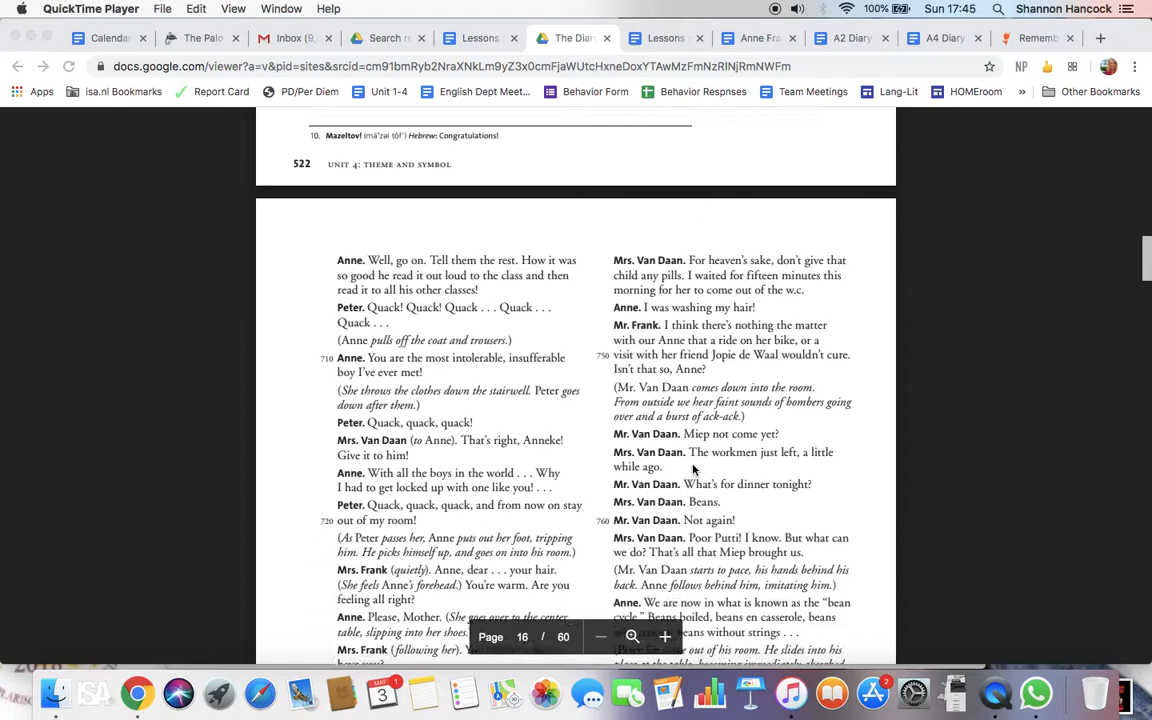 QuickTime Player File Edit View Window Help 100% Sun 17:45 Shannon Hancock
Calendar The Palo Inbox (9, Search r Lessons The Diary Lessons Anne Fra A2 Diary A4 Diary Rememb
docs.google.com/viewer?a=v&pid=sites&srcid=
Apps isa.nl Bookmarks Report Card PD/Per Diem Unit 1-4 English Dept Meet... Behavior Form Behavior Respnses Team Meetings Lang-Lit HOMEroom » Other Bookmarks
10. Mazeltov! (mä'zəl tôf') Hebrew: Congratulations!
522 UNIT 4: THEME AND SYMBOL
Anne. Well, go on. Tell them the rest. How it was
so good he read it out loud to the class and then
read it to all his other classes!
Peter. Quack! Quack! Quack . . . Quack . . .
Quack . . .
(Anne pulls off the coat and trousers.)
710 Anne. You are the most intolerable, insufferable
boy I've ever met!
(She throws the clothes down the stairwell. Peter goes
down after them.)
Peter. Quack, quack, quack!
Mrs. Van Daan (to Anne). That's right, Anneke!
Give it to him!
Anne. With all the boys in the world . . . Why
I had to get locked up with one like you! . . .
Peter. Quack, quack, quack, and from now on stay
720 out of my room!
(As Peter passes her, Anne puts out her foot, tripping
him. He picks himself up, and goes on into his room.)
Mrs. Frank (quietly). Anne, dear . . . your hair.
(She feels Anne's forehead.) You're warm. Are you
feeling all right?
Anne. Please, Mother. (She goes over to the center
table, slipping into her shoes.
Mrs. Frank (following her).
Mrs. Van Daan. For heaven's sake, don't give that
child any pills. I waited for fifteen minutes this
morning for her to come out of the w.c.
Anne. I was washing my hair!
Mr. Frank. I think there's nothing the matter
with our Anne that a ride on her bike, or a
750 visit with her friend Jopie de Waal wouldn't cure.
Isn't that so, Anne?
(Mr. Van Daan comes down into the room.
From outside we hear faint sounds of bombers going
over and a burst of ack-ack.)
Mr. Van Daan. Miep not come yet?
Mrs. Van Daan. The workmen just left, a little
while ago.
Mr. Van Daan. What's for dinner tonight?
Mrs. Van Daan. Beans.
760 Mr. Van Daan. Not again!
Mrs. Van Daan. Poor Putti! I know. But what can
we do? That's all that Miep brought us.
(Mr. Van Daan starts to pace, his hands behind his
back. Anne follows behind him, imitating him.)
Anne. We are now in what is known as the “bean
cycle.” Beans boiled, beans en casserole, beans
beans without strings . . .
out of his room. He slides into his
Page 16 / 60
MAY
3
1